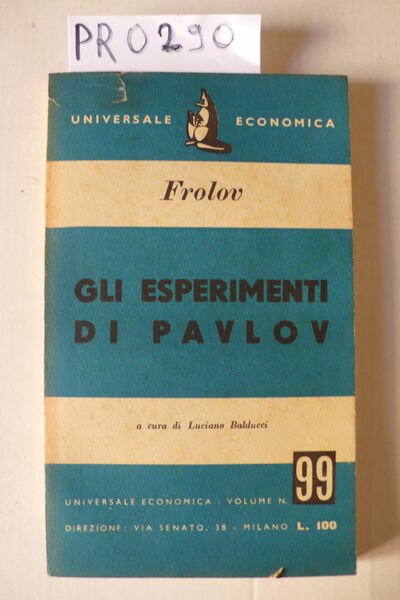 PR0290
UNIVERSALE ECONOMICA
Frolov
GLI ESPERIMENTI
DI PAVLOV
a cura di Luciano Balducci
UNIVERSALE ECONOMICA - VOLUME N. 99
DIREZIONE: VIA SENATO, 38 - MILANO L. 100